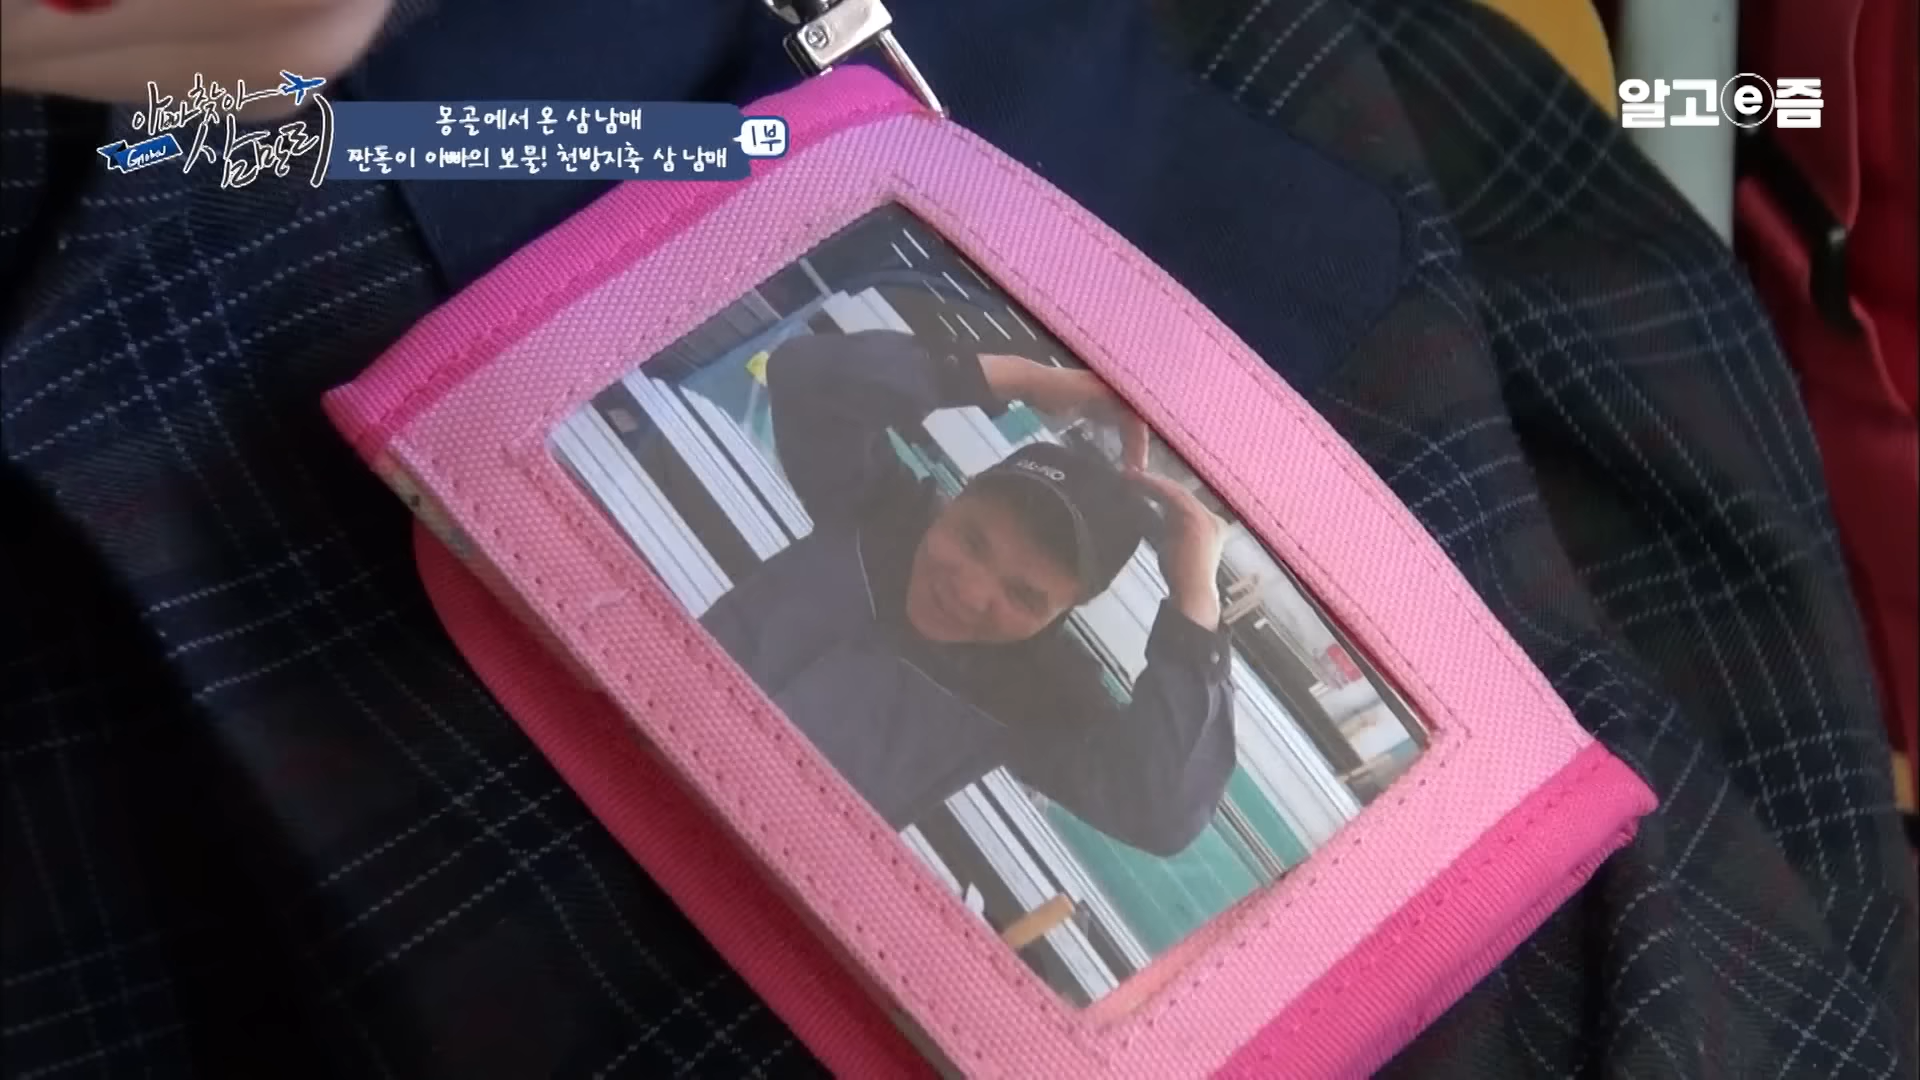 아빠 찾아
Global 삼만리
몽골에서 온 삼 남매
짠돌이 아빠의 보물! 천방지축 삼 남매
1부
알고e즘